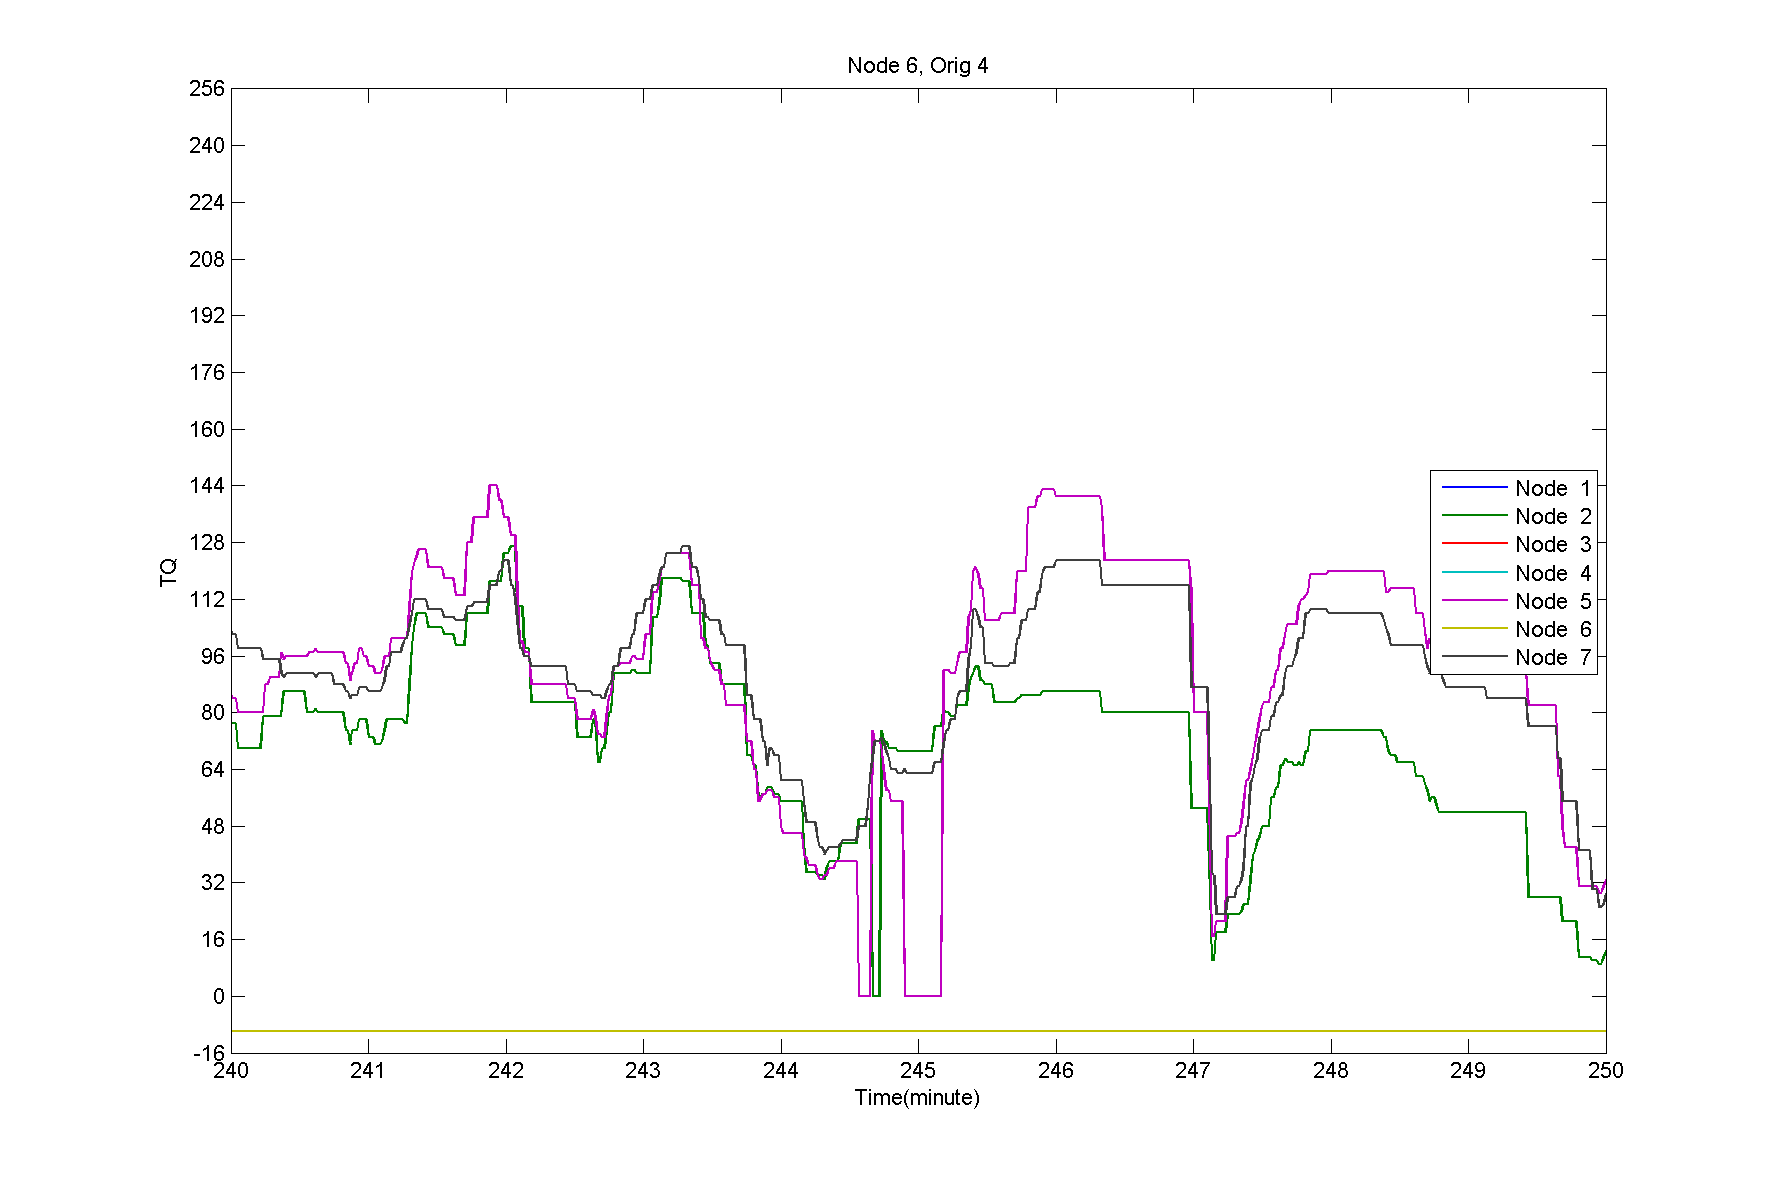 Node 6, Orig 4
256
240
224
208
192
176
160
144
128
112
96
80
64
48
32
16
0
-16
TQ
Node 1
Node 2
Node 3
Node 4
Node 5
Node 6
Node 7
240 241 242 243 244 245 246 247 248 249 250
Time(minute)